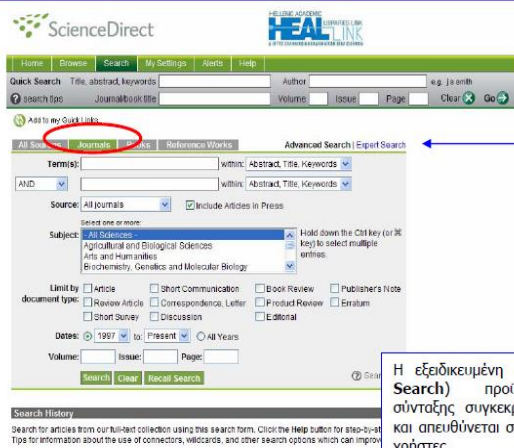 ScienceDirect
HELLENIC ACADEMIC
HEAL LIBRARIES LINK
LINK
Home Browse Search My Settings Alerts Help
Quick Search Title, abstract, keywords Author e.g. j s smith
search tips Journal/book title Volume Issue Page Clear Go
Add to my Quick Links
All Sources Journals Books Reference Works Advanced Search | Expert Search
Term(s): within: Abstract, Title, Keywords
AND within: Abstract, Title, Keywords
Source: All journals Include Articles in Press
Select one or more:
Subject: - All Sciences - Hold down the Ctrl key (or ⌘
Agricultural and Biological Sciences key) to select multiple
Arts and Humanities entries.
Biochemistry, Genetics and Molecular Biology
Limit by Article Short Communication Book Review Publisher's Note
document type: Review Article Correspondence, Letter Product Review Erratum
Short Survey Discussion Editorial
Dates: 1997 to: Present All Years
Volume: Issue: Page:
Search Clear Recall Search
Search History
Search for articles from our full-text collection using this search form. Click the Help button for step-by-st
Tips for information about the use of connectors, wildcards, and other search options which can improv
Η εξειδικευμένη
Search) προϋ
σύνταξης συγκεκρ
και απευθύνεται σ
χρήστες